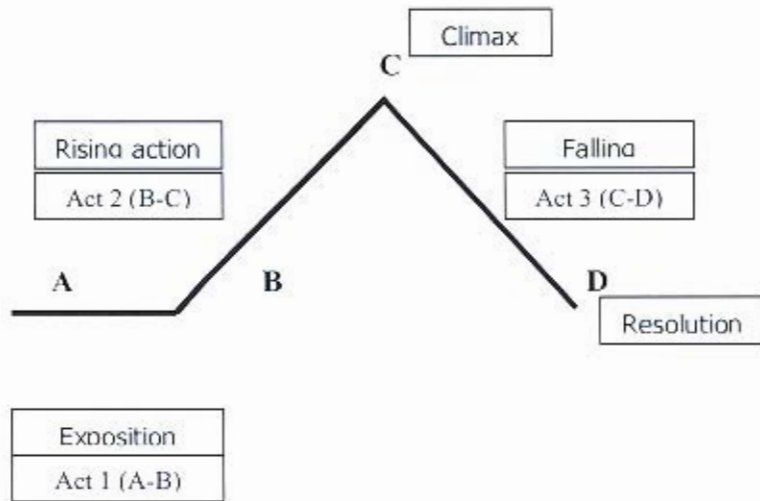 Climax
C
Rising action
Falling
Act 2 (B-C)
Act 3 (C-D)
A
B
D
Resolution
Exposition
Act 1 (A-B)